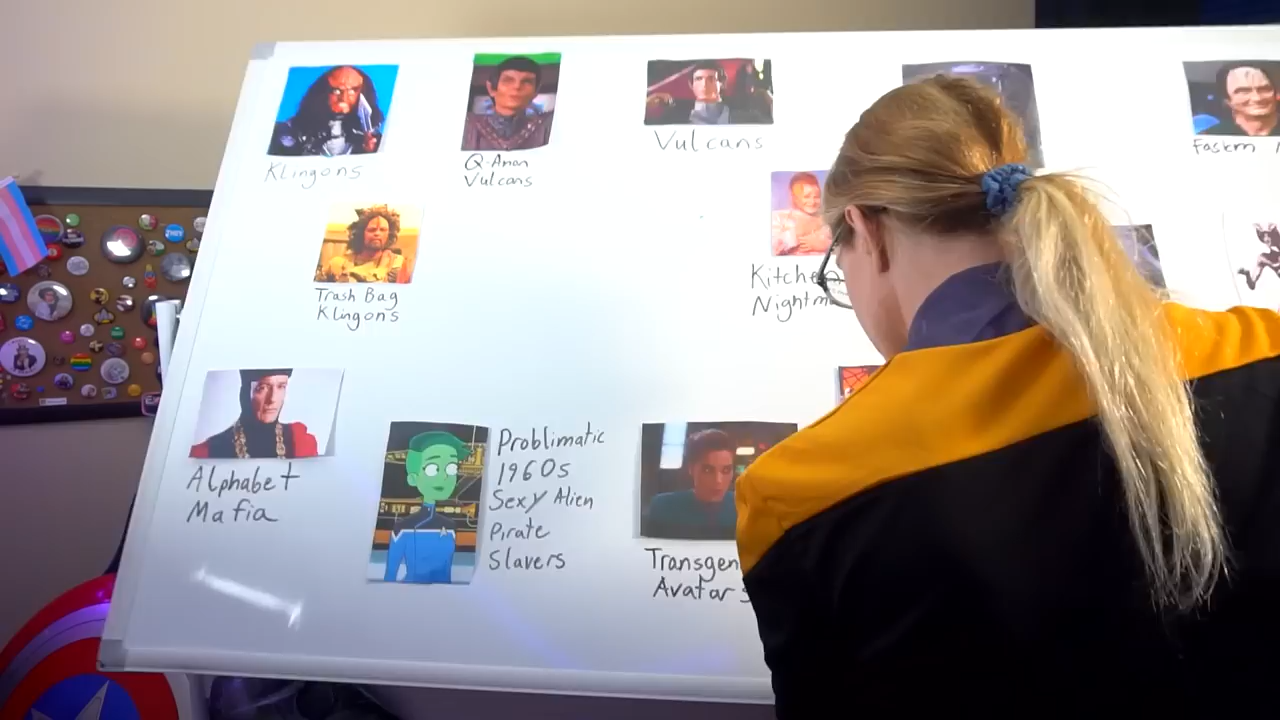 Klingons
Q-Anon
Vulcans
Vulcans
Trash Bag
Klingons
Alphabet
Mafia
Problimatic
1960s
Sexy Alien
Pirate
Slavers